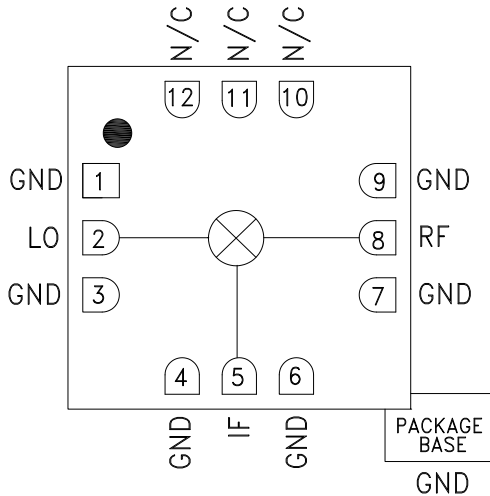 N/C N/C N/C
12 11 10
GND 1 9 GND
LO 2 8 RF
GND 3 7 GND
4 5 6
GND IF GND
PACKAGE
BASE
GND